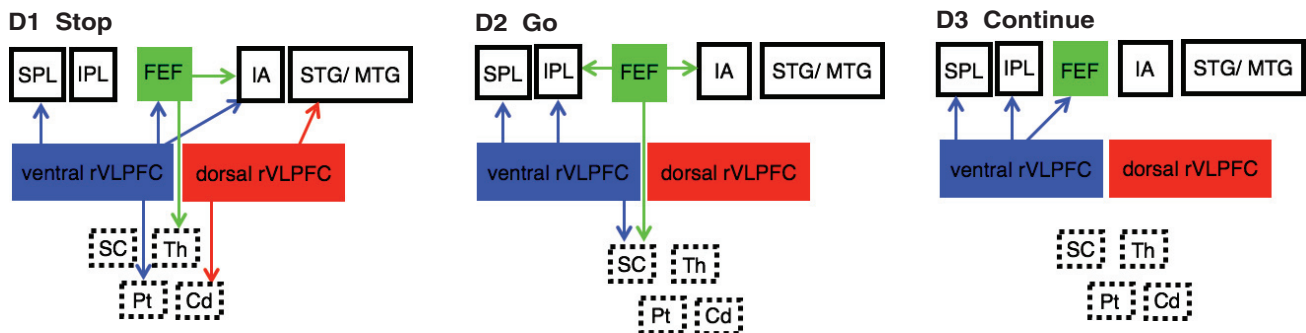 D1 Stop
SPL IPL FEF IA STG/ MTG
ventral rVLPFC dorsal rVLPFC
SC Th
Pt Cd
D2 Go
SPL IPL FEF IA STG/ MTG
ventral rVLPFC dorsal rVLPFC
SC Th
Pt Cd
D3 Continue
SPL IPL FEF IA STG/ MTG
ventral rVLPFC dorsal rVLPFC
SC Th
Pt Cd